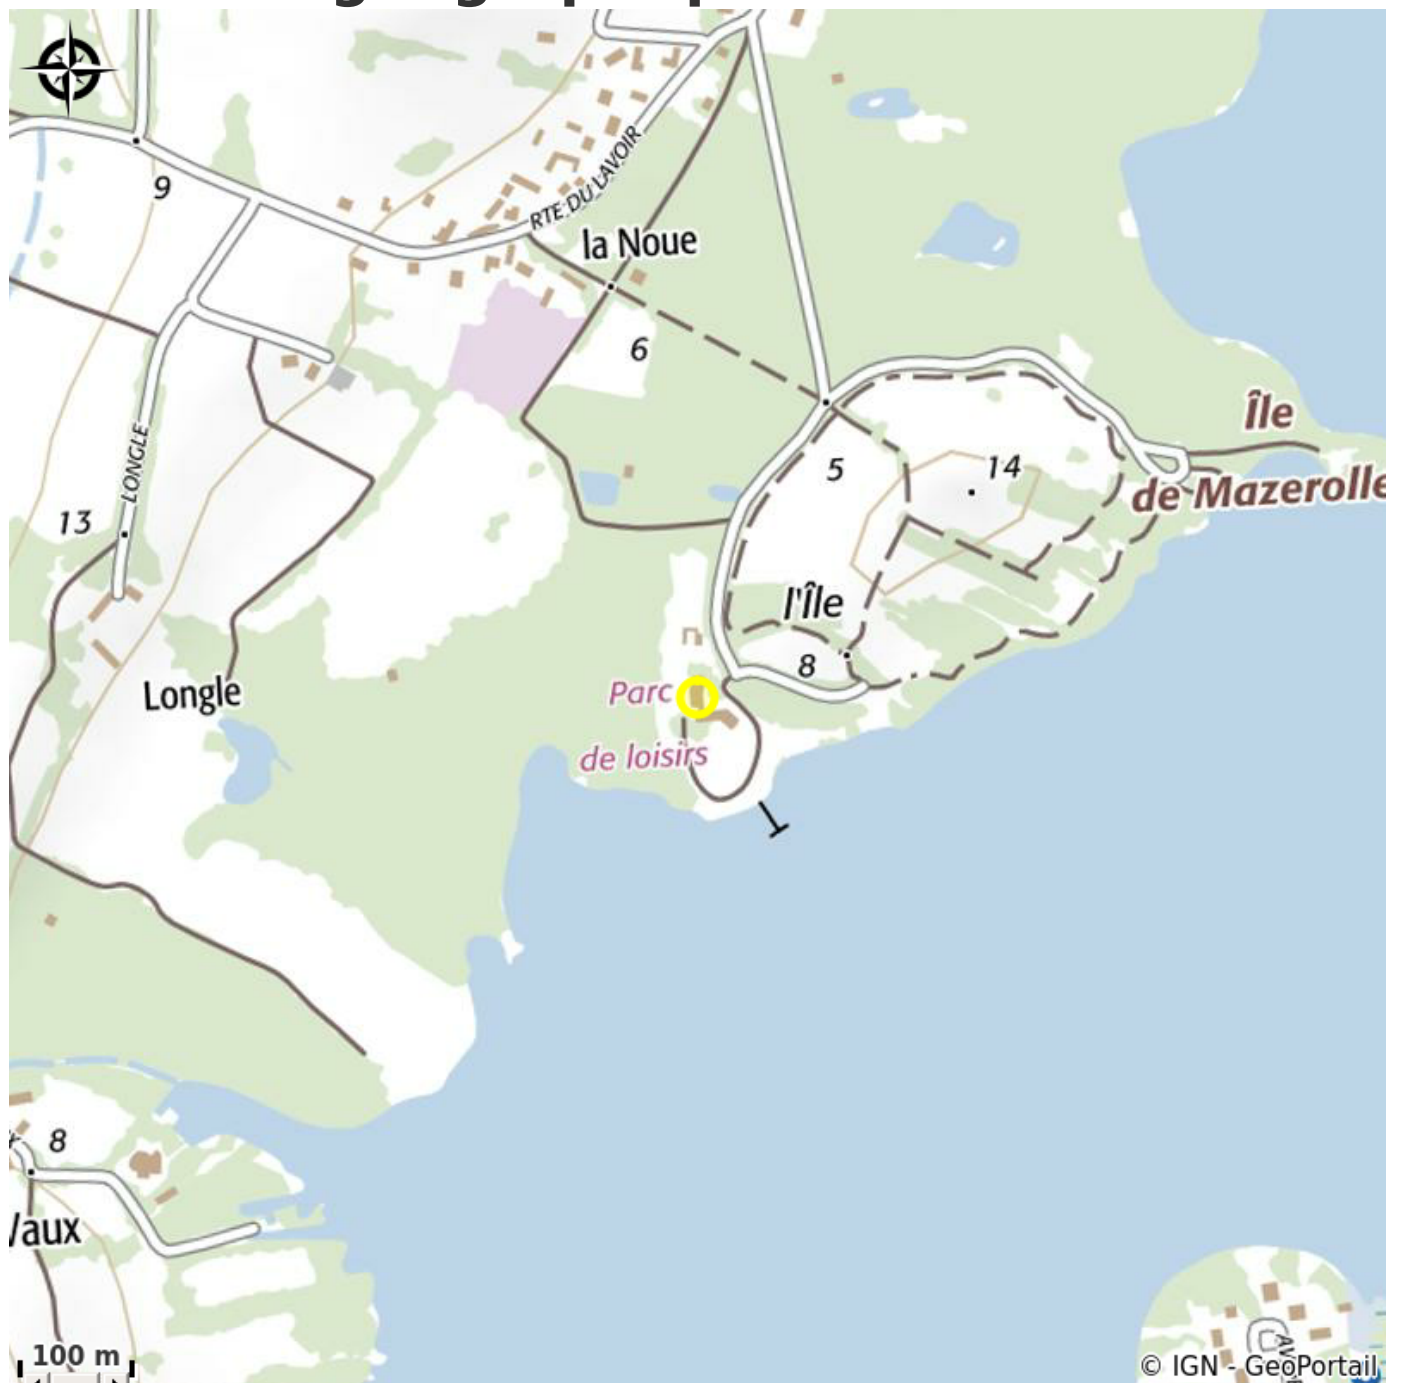 9
RTE DU LAVOIR
la Noue
6
Île
5
14
de Mazerolle
LONGLE
13
l'Île
8
Longle
Parc
de loisirs
8
Vaux
100 m
© IGN - GeoPortail